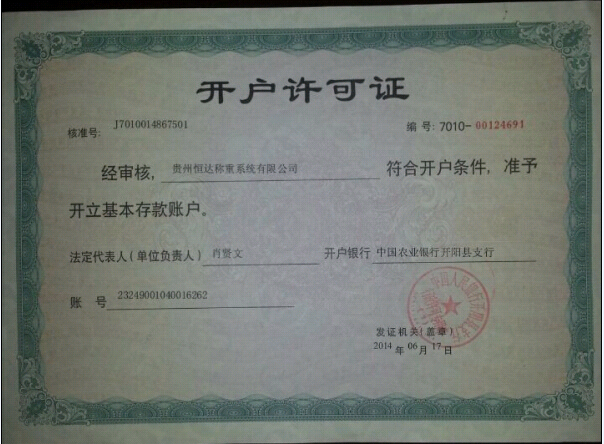 开户许可证
核准号: J7010014867501 编号: 7010-00124691
经审核, 贵州恒达称重系统有限公司 符合开户条件, 准予
开立基本存款账户。
法定代表人(单位负责人) 肖贤文 开户银行 中国农业银行开阳县支行
账号 23249001040016262
发证机关(盖章)
2014 年 06 月 17 日